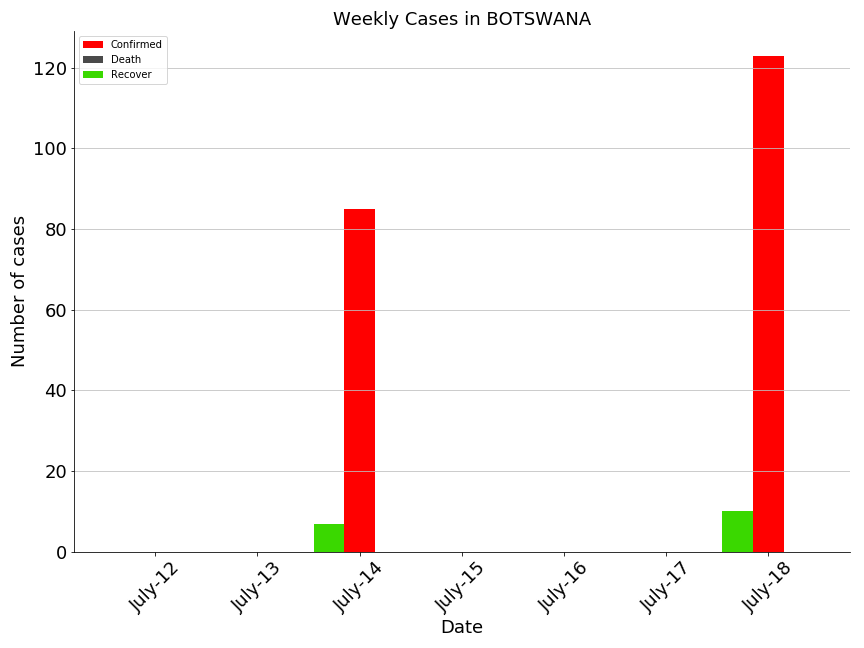 Weekly Cases in BOTSWANA
Confirmed
Death
Recover
120
100
80
60
40
20
0
Number of cases
July-12
July-13
July-14
July-15
July-16
July-17
July-18
Date